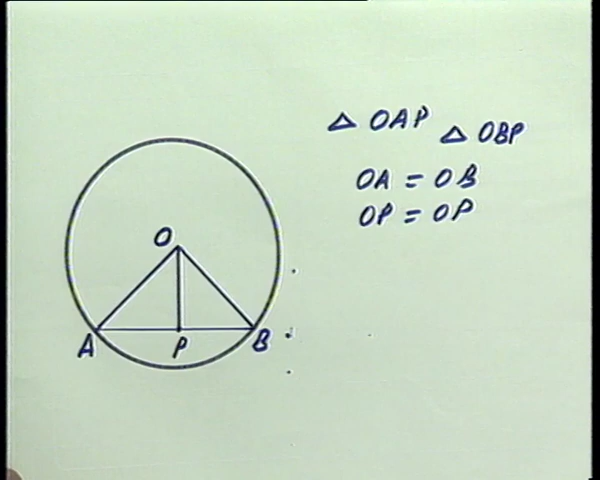 △ OAP △ OBP
OA = OB
OP = OP
O
A P B